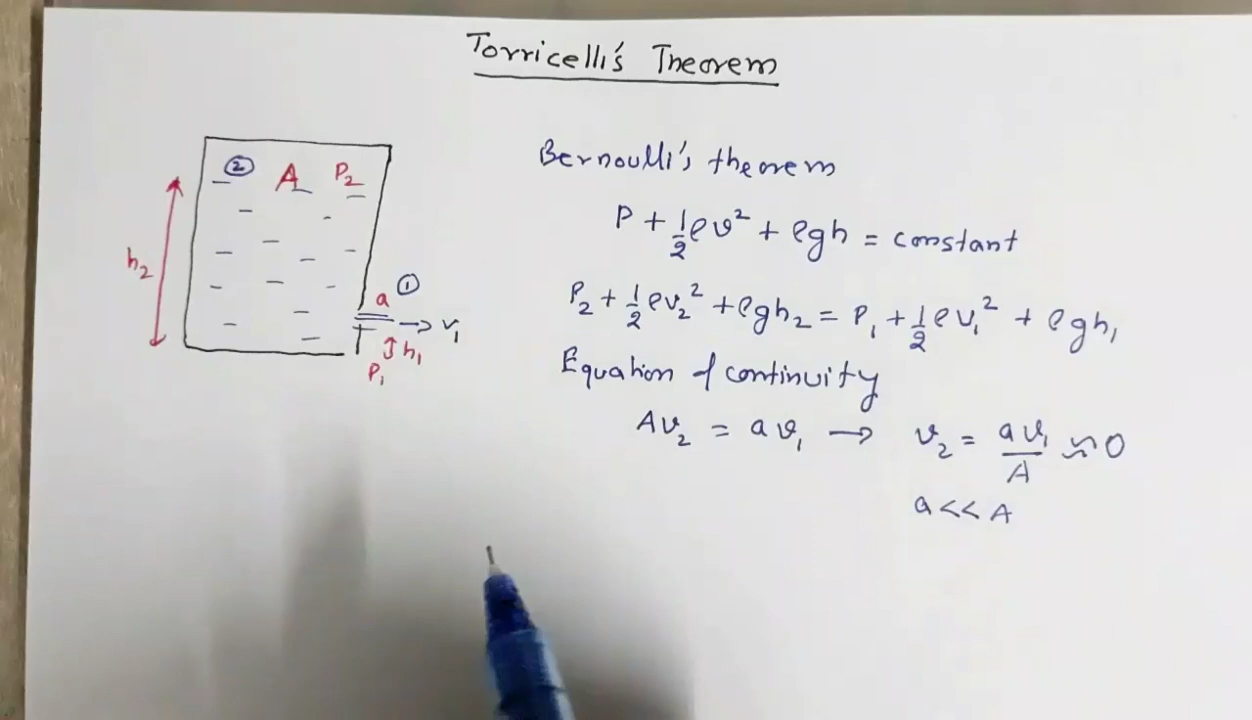 Torricelli's Theorem
② A P₂
h₂
a ①
v₁
h₁
P₁
Bernoulli's theorem
P + ½ρv² + ρgh = constant
P₂ + ½ρv₂² + ρgh₂ = P₁ + ½ρv₁² + ρgh₁
Equation of continuity
Av₂ = av₁ → v₂ = av₁/A ≈ 0
a << A